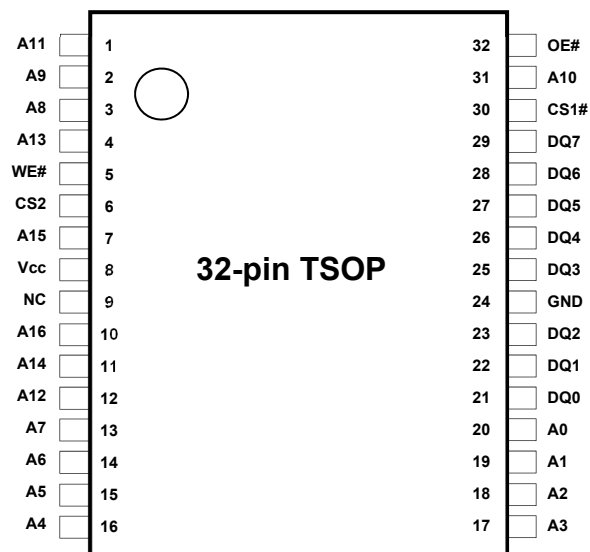 A11 1 32 OE#
A9 2 31 A10
A8 3 30 CS1#
A13 4 29 DQ7
WE# 5 28 DQ6
CS2 6 27 DQ5
A15 7 26 DQ4
Vcc 8 32-pin TSOP 25 DQ3
NC 9 24 GND
A16 10 23 DQ2
A14 11 22 DQ1
A12 12 21 DQ0
A7 13 20 A0
A6 14 19 A1
A5 15 18 A2
A4 16 17 A3